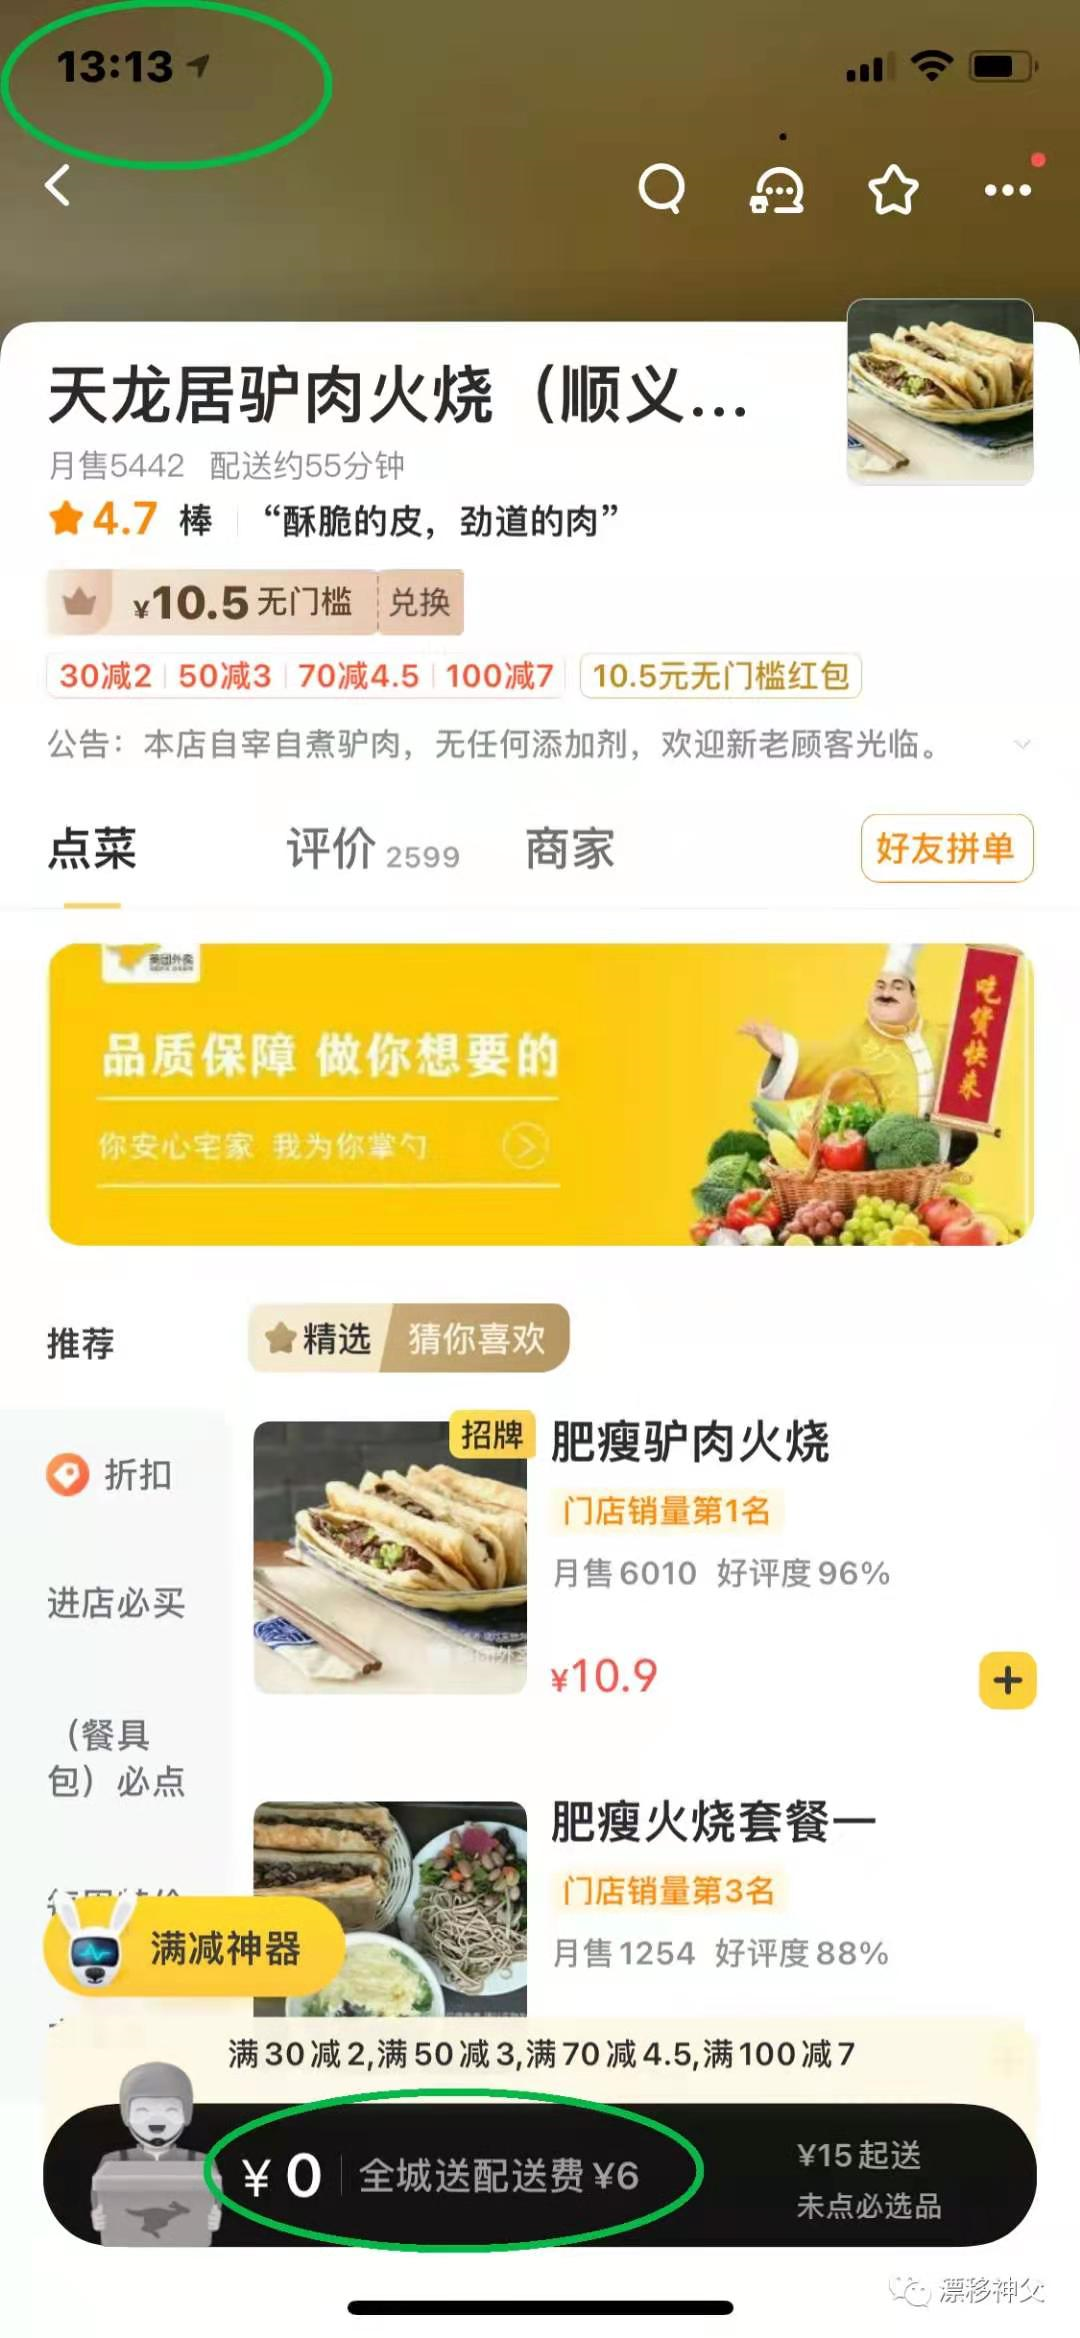 13:13
天龙居驴肉火烧（顺义...
月售5442 配送约55分钟
4.7 棒 “酥脆的皮，劲道的肉”
¥10.5无门槛 兑换
30减2 50减3 70减4.5 100减7 10.5元无门槛红包
公告：本店自宰自煮驴肉，无任何添加剂，欢迎新老顾客光临。
点菜 评价 2599 商家 好友拼单
美团外卖
品质保障 做你想要的
你安心宅家 我为你掌勺
吃货快来
推荐
精选 猜你喜欢
折扣
进店必买
（餐具
包）必点
招牌
肥瘦驴肉火烧
门店销量第1名
月售6010 好评度96%
¥10.9
肥瘦火烧套餐一
门店销量第3名
月售1254 好评度88%
满减神器
满30减2,满50减3,满70减4.5,满100减7
¥0 全城送配送费¥6
¥15起送
未点必选品
漂移神父